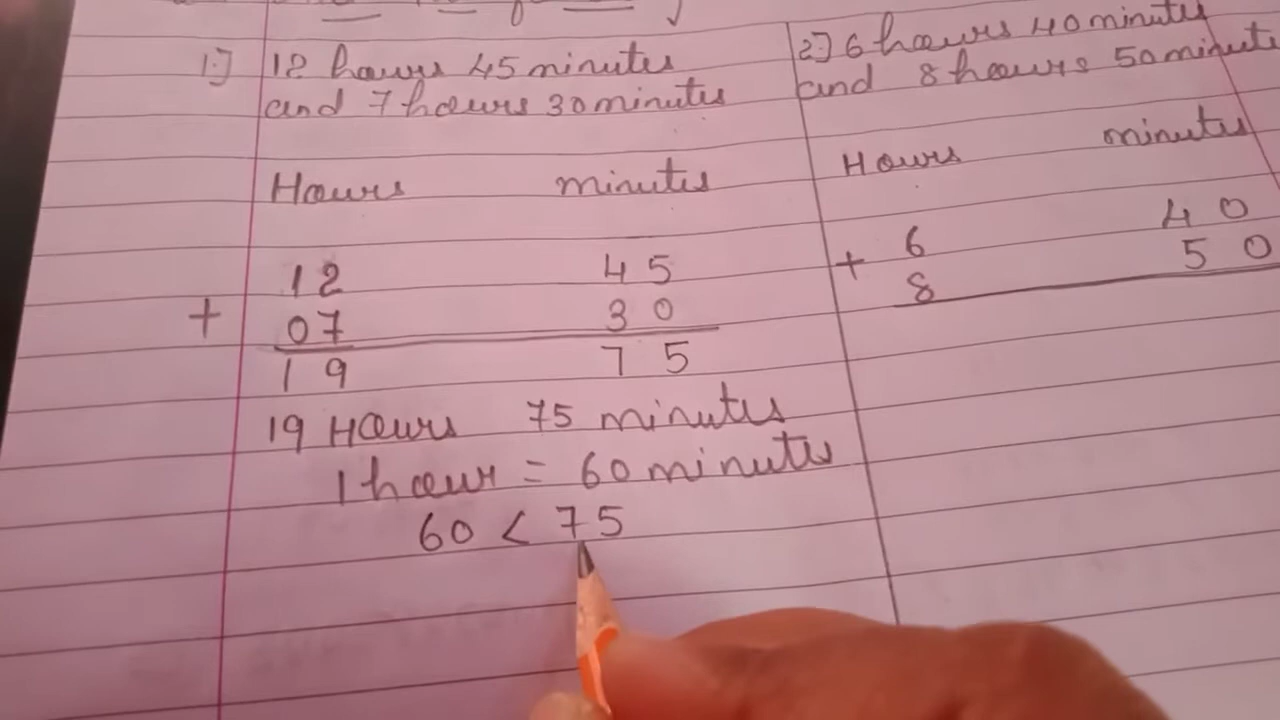 1.) 12 hours 45 minutes
and 7 hours 30 minutes
Hours minutes
12 45
+ 07 30
19 75
19 Hours 75 minutes
1 hour = 60 minutes
60 < 75
2.) 6 hours 40 minutes
and 8 hours 50 minutes
Hours minutes
6 40
+ 8 50